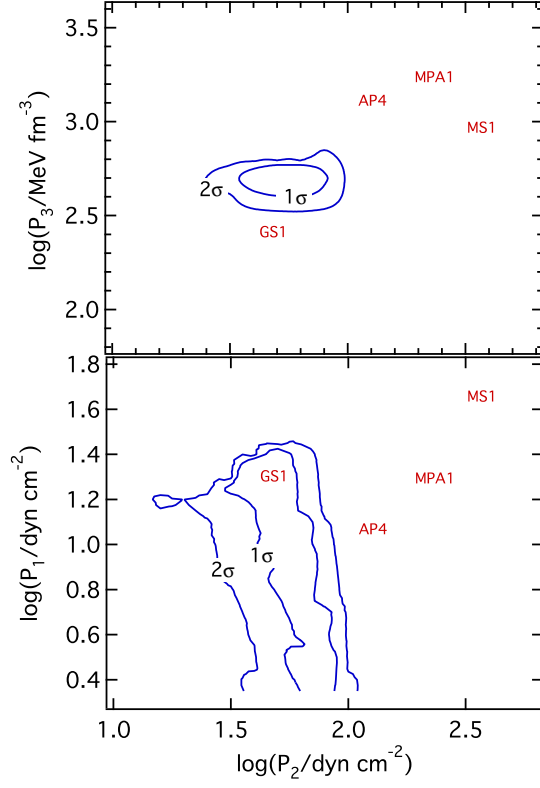 3.5
3.0
2.5
2.0
log(P3/MeV fm-3)
MPA1
AP4
MS1
2σ
1σ
GS1
1.8
1.6
1.4
1.2
1.0
0.8
0.6
0.4
log(P1/dyn cm-2)
MS1
GS1
MPA1
AP4
1σ
2σ
1.0 1.5 2.0 2.5
log(P2/dyn cm-2)